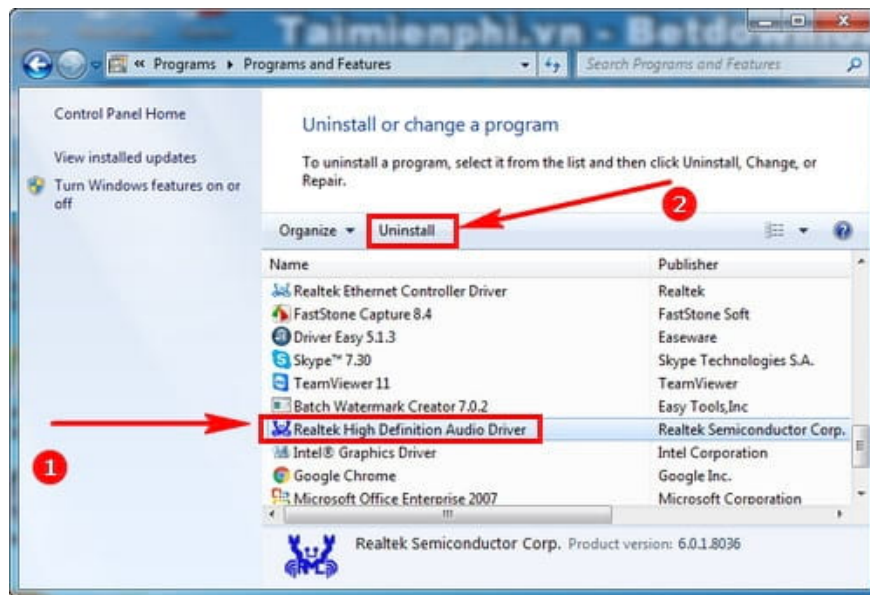 Taimienphi.vn - Betdownl
« Programs ▸ Programs and Features
Search Programs and Features
Control Panel Home
View installed updates
Turn Windows features on or
off
Uninstall or change a program
To uninstall a program, select it from the list and then click Uninstall, Change, or
Repair.
2
Organize Uninstall
Name Publisher
Realtek Ethernet Controller Driver Realtek
FastStone Capture 8.4 FastStone Soft
Driver Easy 5.1.3 Easeware
Skype™ 7.30 Skype Technologies S.A.
TeamViewer 11 TeamViewer
Batch Watermark Creator 7.0.2 Easy Tools,Inc
Realtek High Definition Audio Driver Realtek Semiconductor Corp.
1
Intel® Graphics Driver Intel Corporation
Google Chrome Google Inc.
Microsoft Office Enterprise 2007 Microsoft Corporation
Realtek Semiconductor Corp. Product version: 6.0.1.8036